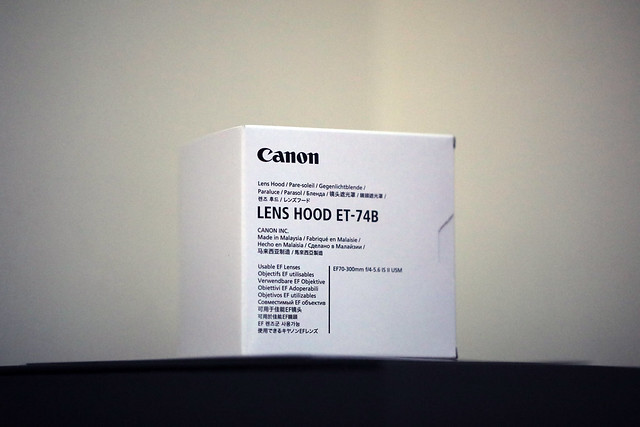 Canon
Lens Hood / Pare-soleil / Gegenlichtblende /
Paraluce / Parasol / Бленда / 镜头遮光罩 / 鏡頭遮光罩 /
렌즈 후드 / レンズフード
LENS HOOD ET-74B
CANON INC.
Made in Malaysia / Fabriqué en Malaisie /
Hecho en Malaisia / Сделано в Малайзии /
马来西亚制造 / 馬來西亞製造
Usable EF Lenses
Objectifs EF utilisables
Verwendbare EF Objektive
Obiettivi EF Adoperabili
Objetivos EF utilizables
Совместимый EF объектив
可用于佳能EF镜头
可用於佳能EF鏡頭
EF 렌즈군 사용가능
使用できるキヤノンEFレンズ
EF70-300mm f/4-5.6 IS II USM